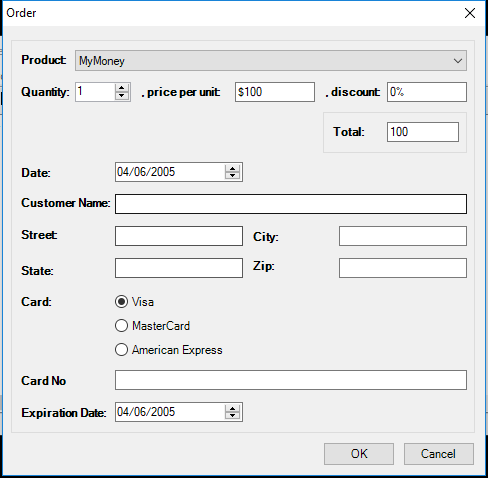 Order
Product: MyMoney
Quantity: 1 , price per unit: $100 , discount: 0%
Total: 100
Date: 04/06/2005
Customer Name:
Street: City:
State: Zip:
Card: Visa
MasterCard
American Express
Card No
Expiration Date: 04/06/2005
OK Cancel